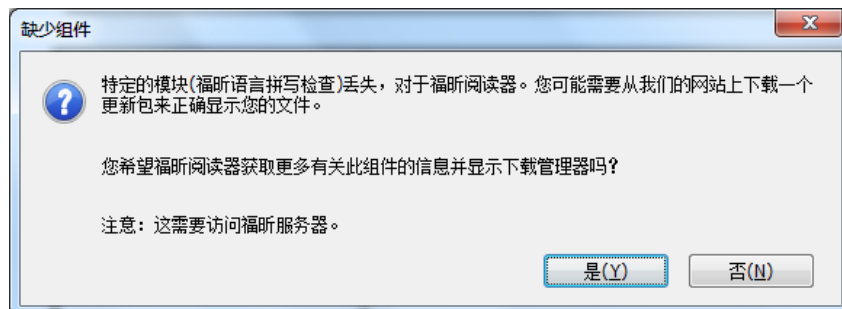 缺少组件
特定的模块(福昕语言拼写检查)丢失，对于福昕阅读器。您可能需要从我们的网站上下载一个
更新包来正确显示您的文件。
您希望福昕阅读器获取更多有关此组件的信息并显示下载管理器吗?
注意：这需要访问福昕服务器。
是(Y) 否(N)